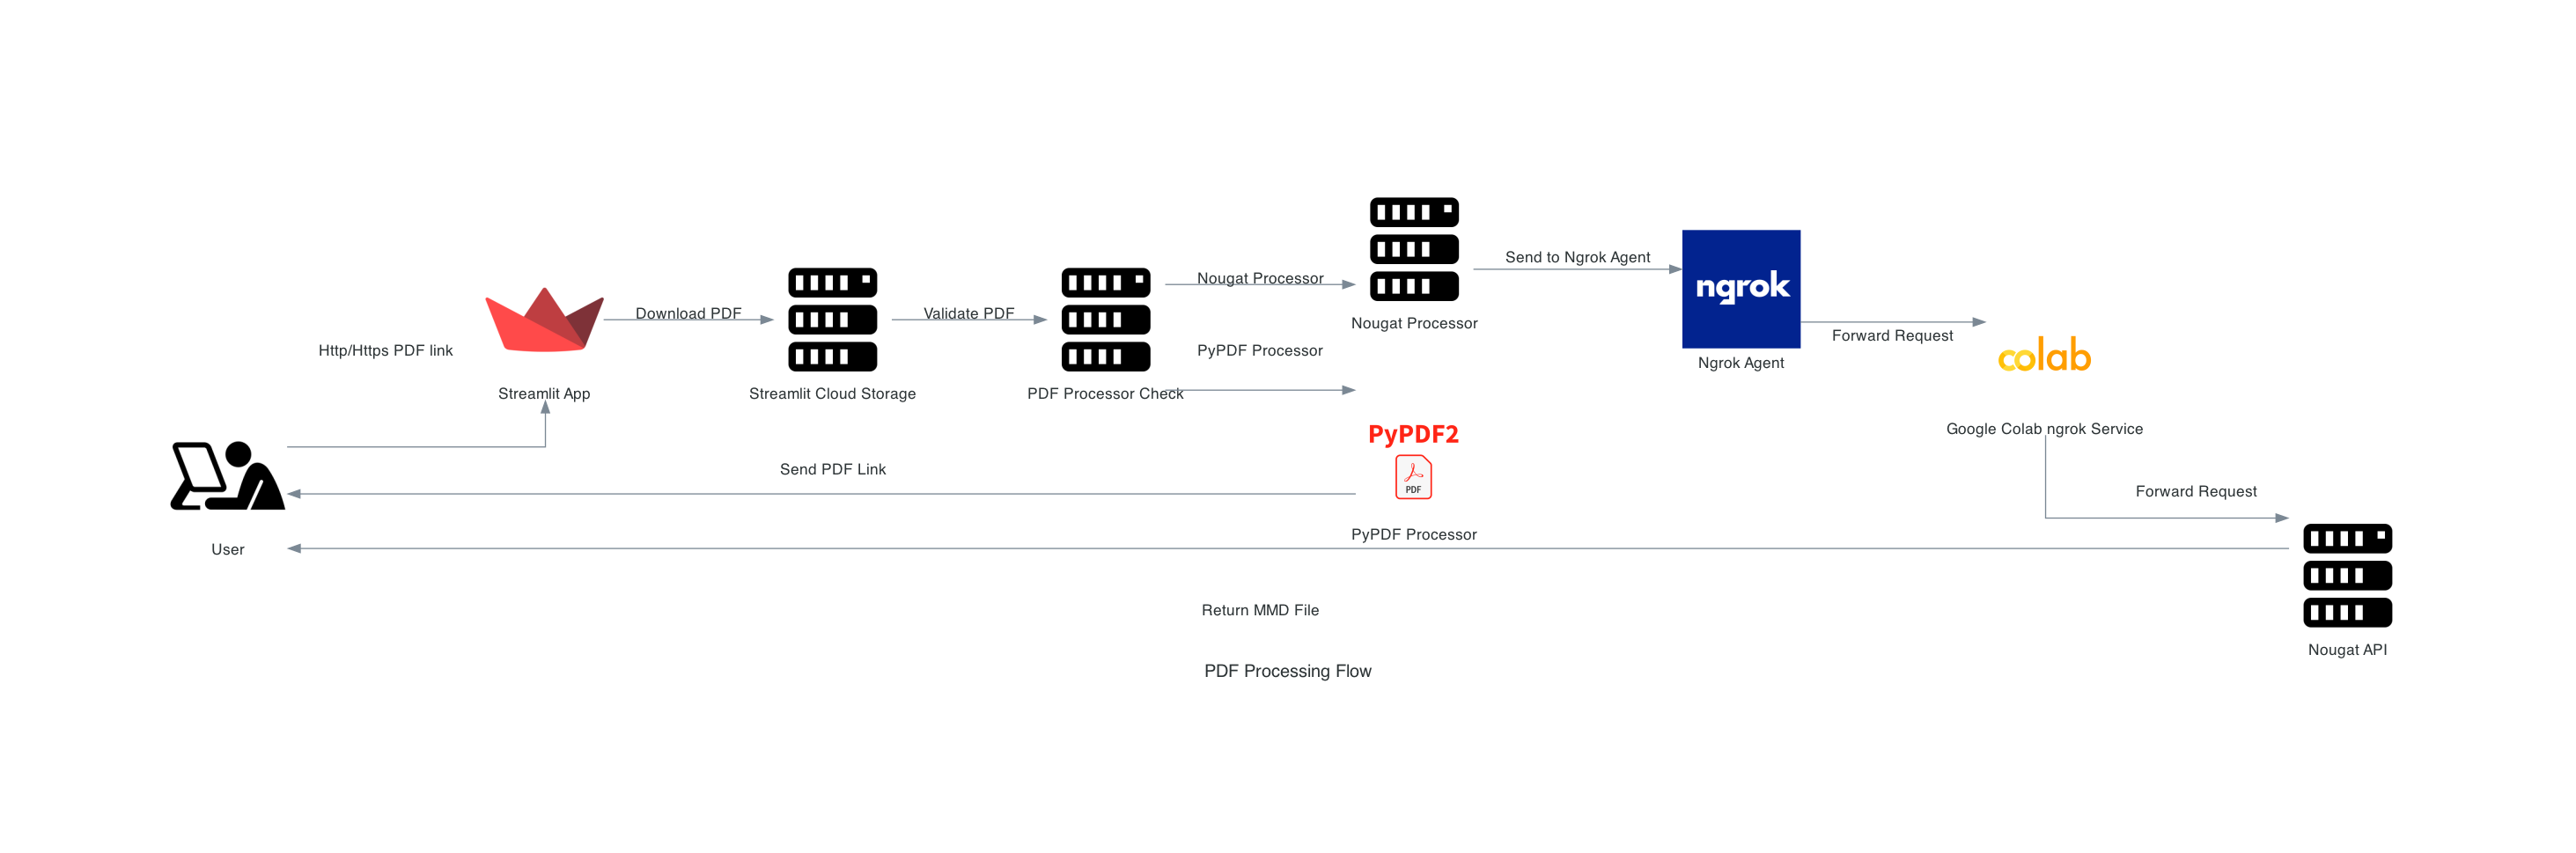 Nougat Processor
Send to Ngrok Agent
ngrok
Download PDF
Validate PDF
Nougat Processor
Forward Request
Http/Https PDF link
PyPDF Processor
colab
Ngrok Agent
Streamlit App
Streamlit Cloud Storage
PDF Processor Check
PyPDF2
Google Colab ngrok Service
Send PDF Link
PDF
Forward Request
PyPDF Processor
User
Return MMD File
Nougat API
PDF Processing Flow